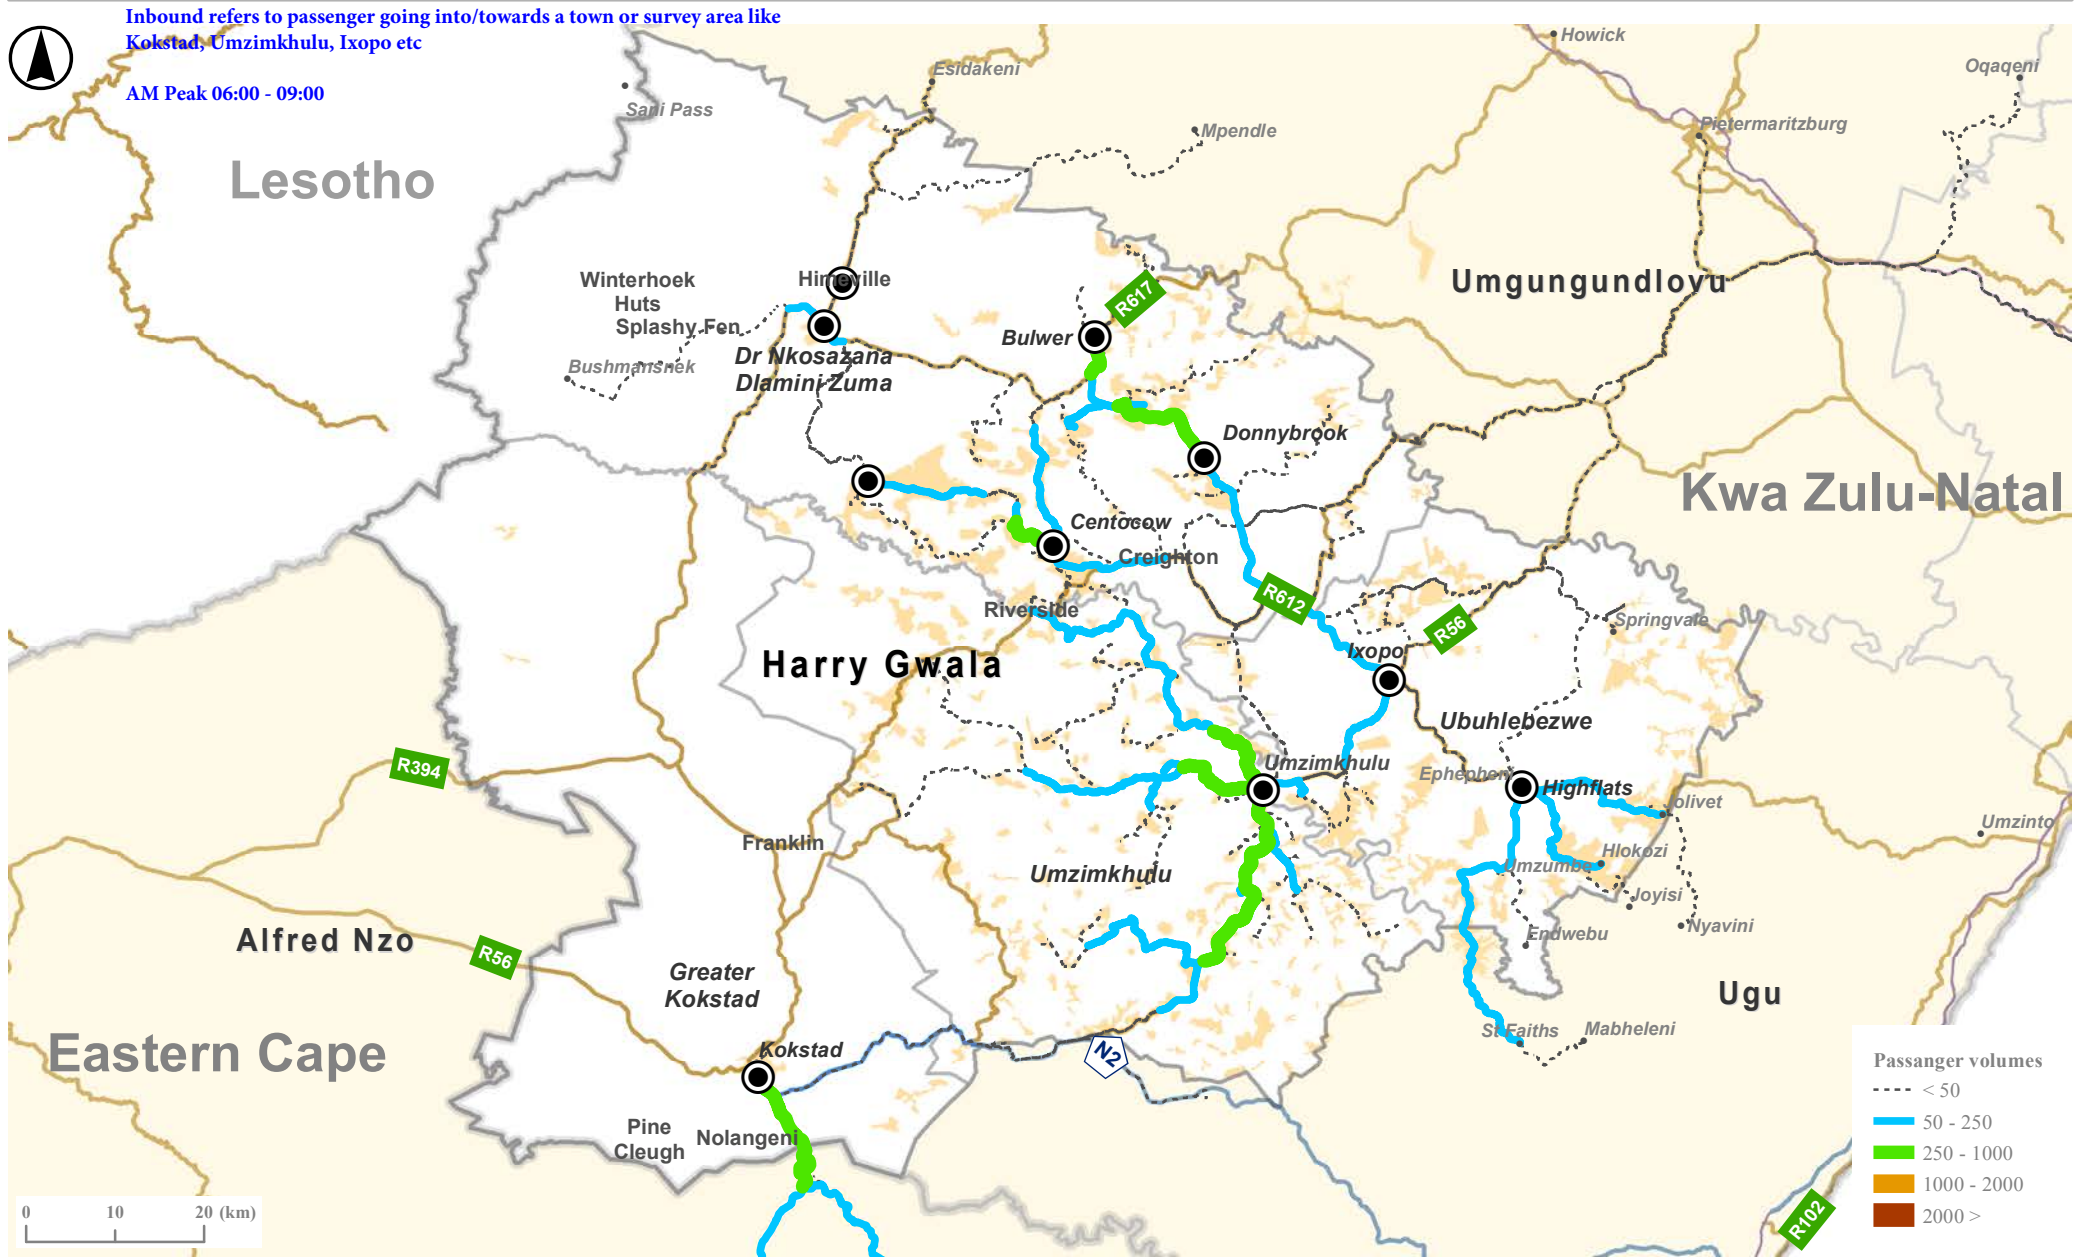 Inbound refers to passenger going into/towards a town or survey area like
Kokstad, Umzimkhulu, Ixopo etc
AM Peak 06:00 - 09:00
Howick
Esidakeni
Oqaqeni
Sani Pass
Mpendle
Pietermaritzburg
Lesotho
Winterhoek
Huts
Splashy Fen
Himeville
R617
Umgungundlovu
Bulwer
Bushmansnek
Dr Nkosazana
Dlamini Zuma
Donnybrook
Kwa Zulu-Natal
Centocow
Creighton
Riverside
R612
R56
Springvale
Ixopo
Harry Gwala
Ubuhlebezwe
R394
Umzimkhulu
Ephepheni
Highflats
Jolivet
Umzinto
Franklin
Umzimkhulu
Hlokozi
Umzumbe
Joyisi
Nyavini
Endwebu
Alfred Nzo
R56
Greater
Kokstad
Ugu
St Faiths
Mabheleni
Eastern Cape
Kokstad
N2
Pine
Cleugh
Nolangeni
Passanger volumes
< 50
50 - 250
250 - 1000
1000 - 2000
2000 >
R102
0 10 20 (km)